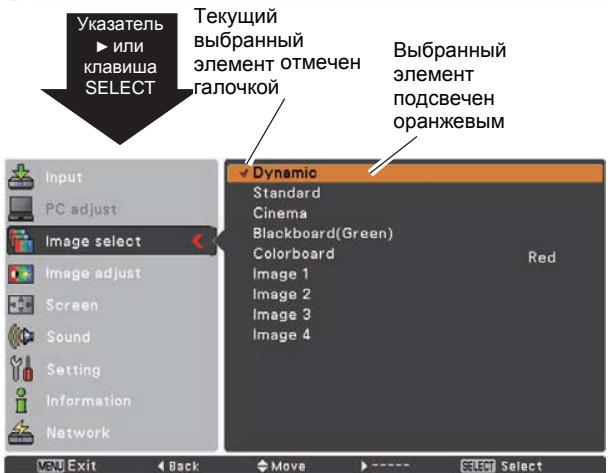 Указатель
► или
клавиша
SELECT
Текущий
выбранный
элемент отмечен
галочкой
Выбранный
элемент
подсвечен
оранжевым
Input
PC adjust
Image select
Image adjust
Screen
Sound
Setting
Information
Network
✓ Dynamic
Standard
Cinema
Blackboard(Green)
Colorboard Red
Image 1
Image 2
Image 3
Image 4
MENU Exit ◄ Back Move ► ----- SELECT Select